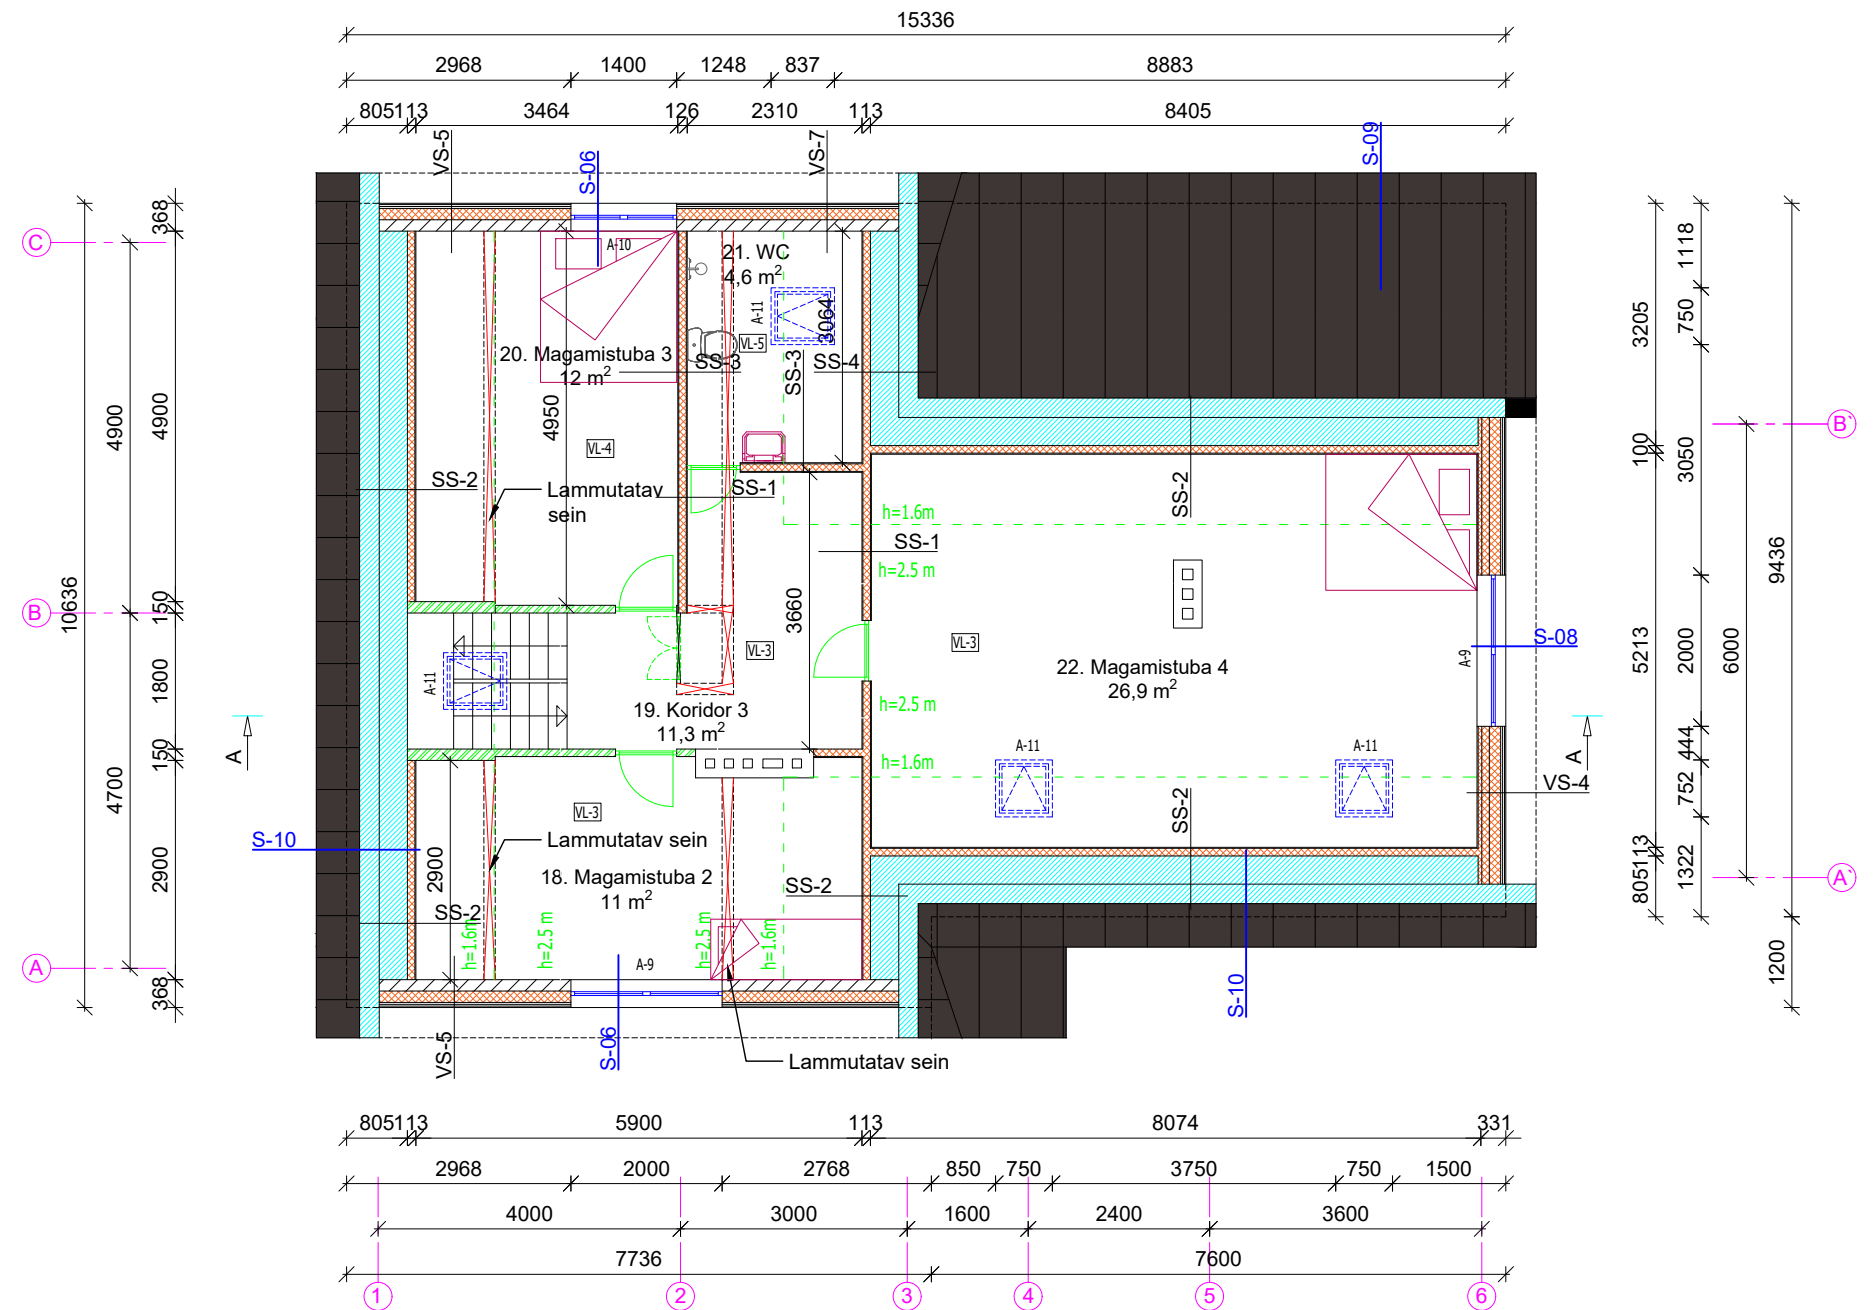 15336
2968 1400 1248 837 8883
805 113 3464 126 2310 113 8405
VS-5
S-06
VS-7
S-09
C
B
A
10636
4900
4700
368
4900
150
1800
150
2900
368
A-10
21. WC
4,6 m²
A-11
3064
VL-5
20. Magamistuba 3
12 m²
SS-3
SS-3
SS-4
4950
VL-4
SS-2
Lammutatav
sein
SS-1
SS-2
h=1.6m
SS-1
h=2.5 m
3660
VL-3
VL-3
22. Magamistuba 4
26,9 m²
A-11
19. Koridor 3
11,3 m²
h=2.5 m
h=1.6m
A-11
A-11
A-9
S-08
A
A
VS-4
S-10
VL-3
Lammutatav sein
2900
18. Magamistuba 2
11 m²
SS-2
SS-2
SS-2
h=1.6m
h=2.5 m
h=2.5 m
h=1.6m
A-9
S-10
VS-5
S-06
Lammutatav sein
3205
100
5213
113
805
1118
750
3050
2000
444
752
1322
6000
9436
1200
B`
A`
805 113 5900 113 8074 331
2968 2000 2768 850 750 3750 750 1500
4000 3000 1600 2400 3600
7736 7600
1 2 3 4 5 6